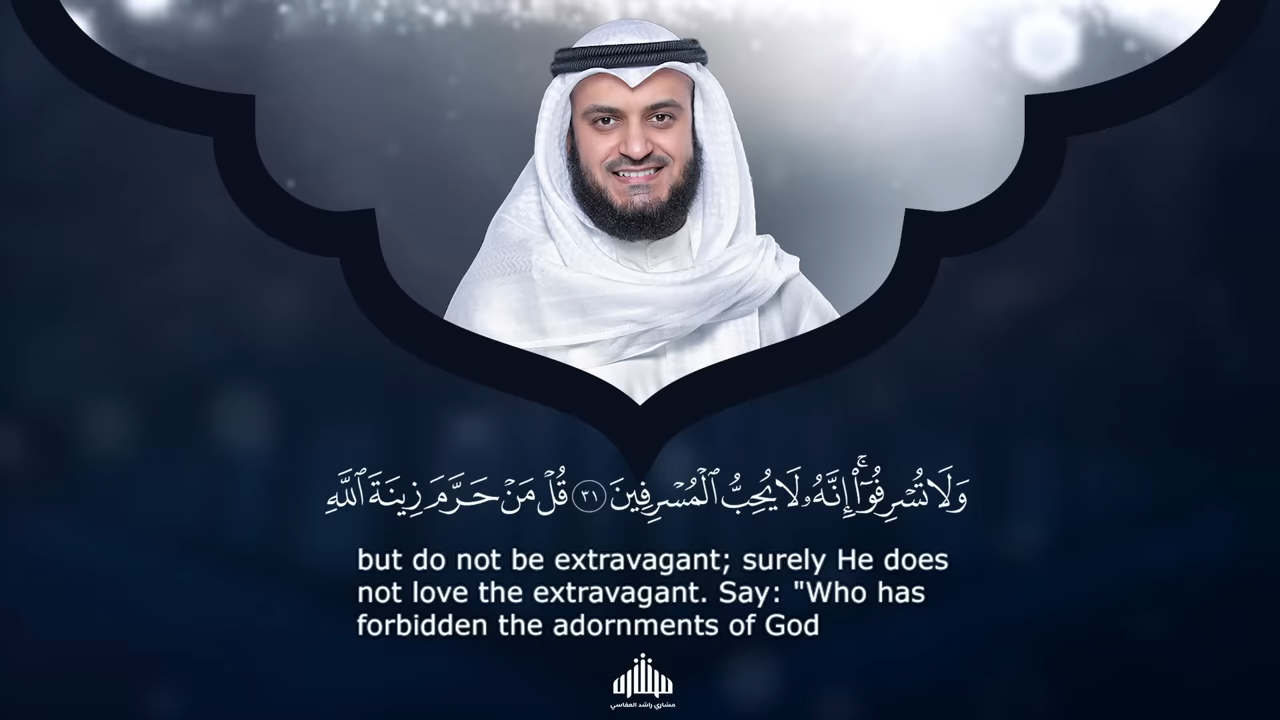 وَلَا تُسْرِفُوٓا۟ ۚ إِنَّهُۥ لَا يُحِبُّ ٱلْمُسْرِفِينَ ٣١ قُلْ مَنْ حَرَّمَ زِينَةَ ٱللَّهِ
but do not be extravagant; surely He does
not love the extravagant. Say: "Who has
forbidden the adornments of God
مشاري راشد العفاسي